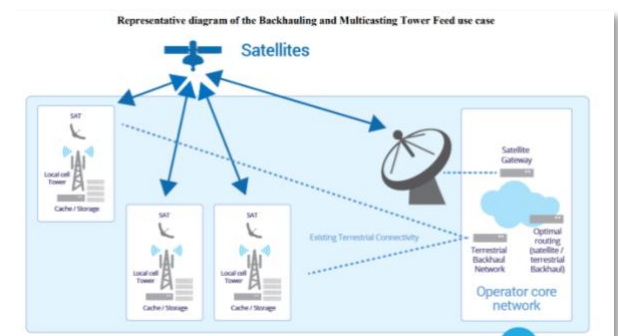 Representative diagram of the Backhauling and Multicasting Tower Feed use case
Satellites
SAT
Local cell
Tower
Cache / Storage
SAT
Local cell
Tower
Cache / Storage
SAT
Local cell
Tower
Cache / Storage
Existing Terrestrial Connectivity
Satellite
Gateway
Terrestrial
Backhaul
Network
Optimal
routing
(satellite /
terrestrial
Backhaul)
Operator core
network